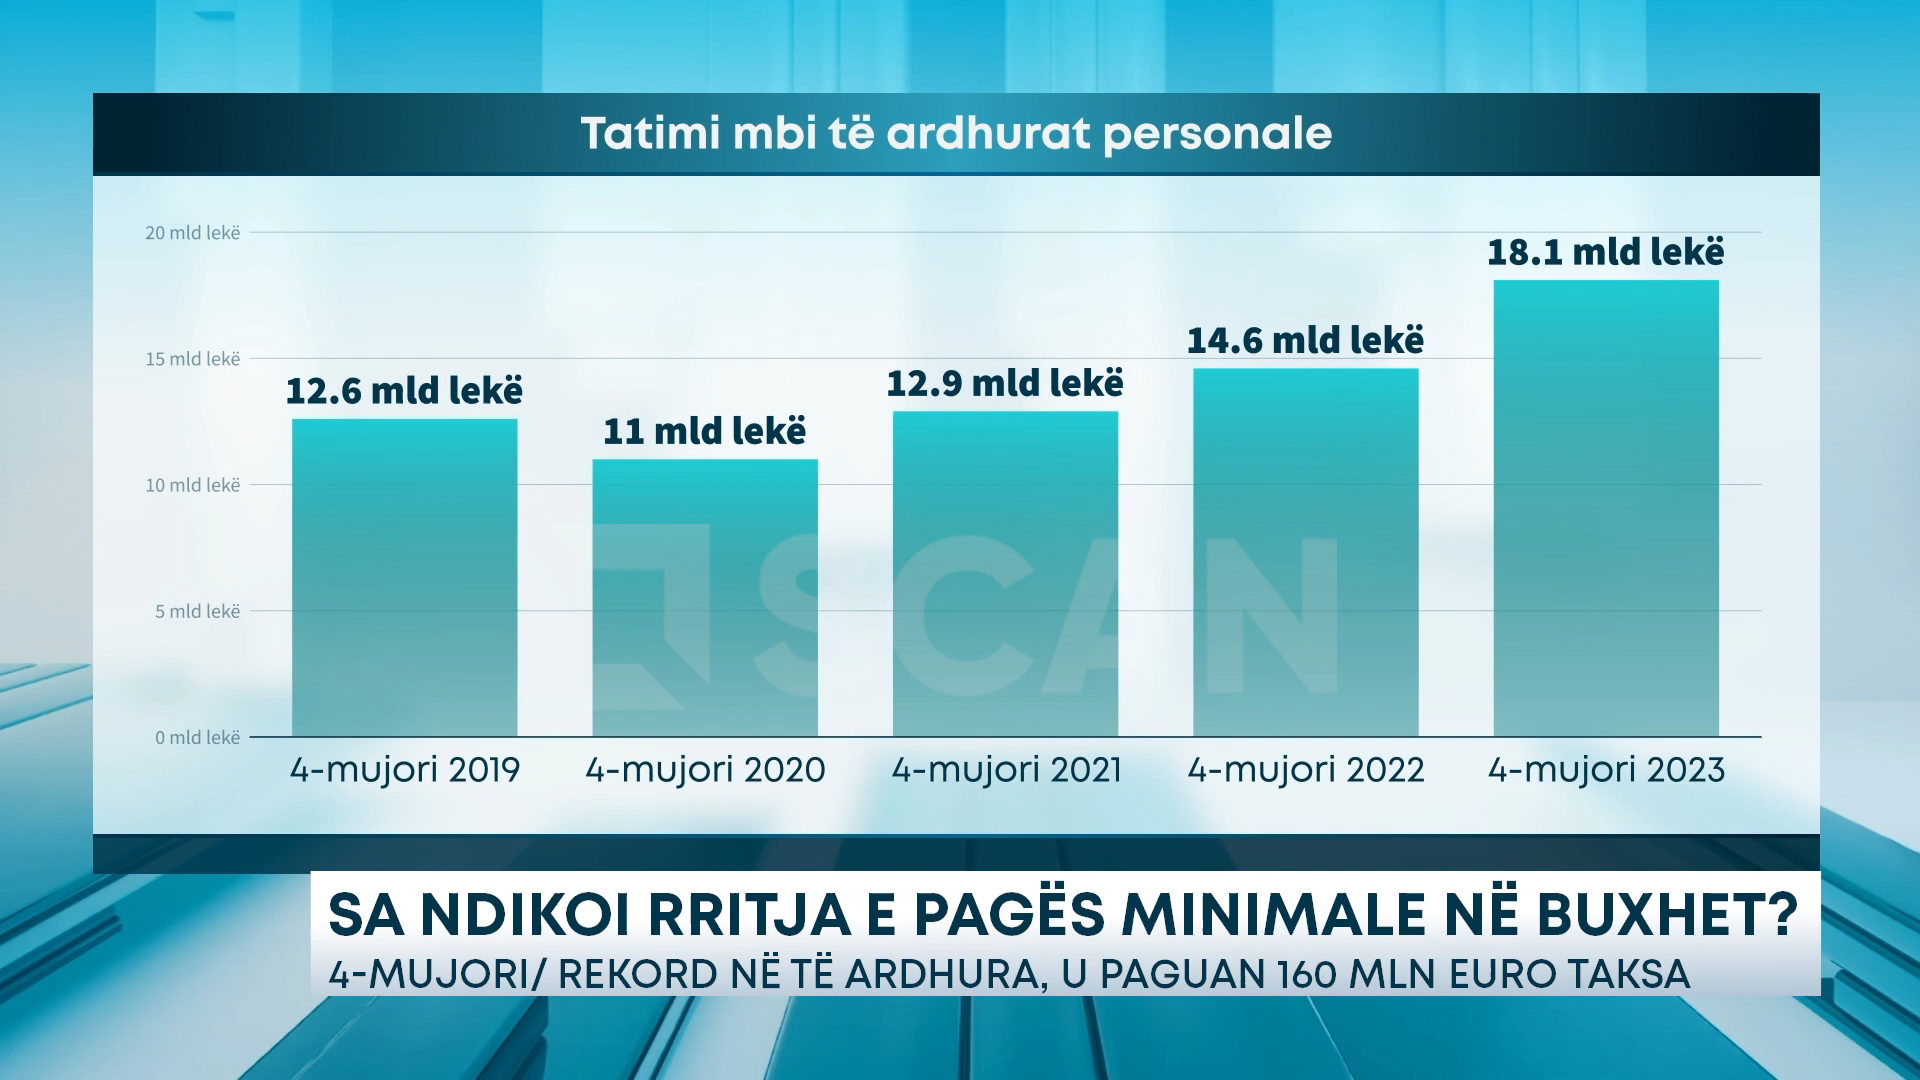 Tatimi mbi të ardhurat personale
20 mld lekë
15 mld lekë
10 mld lekë
5 mld lekë
0 mld lekë
12.6 mld lekë
11 mld lekë
12.9 mld lekë
14.6 mld lekë
18.1 mld lekë
SCAN
4-mujori 2019
4-mujori 2020
4-mujori 2021
4-mujori 2022
4-mujori 2023
SA NDIKOI RRITJA E PAGËS MINIMALE NË BUXHET?
4-MUJORI/ REKORD NË TË ARDHURA, U PAGUAN 160 MLN EURO TAKSA